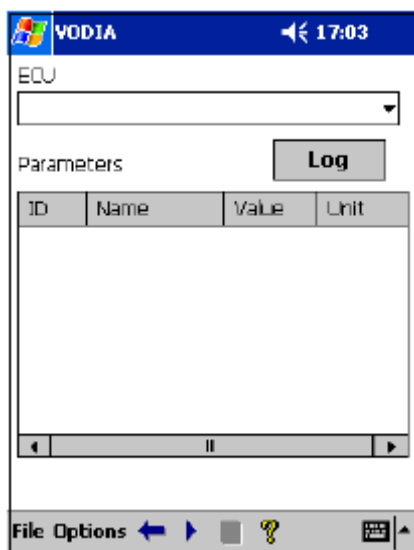 VODIA 17:03
ECU
Parameters Log
ID Name Value Unit
File Options